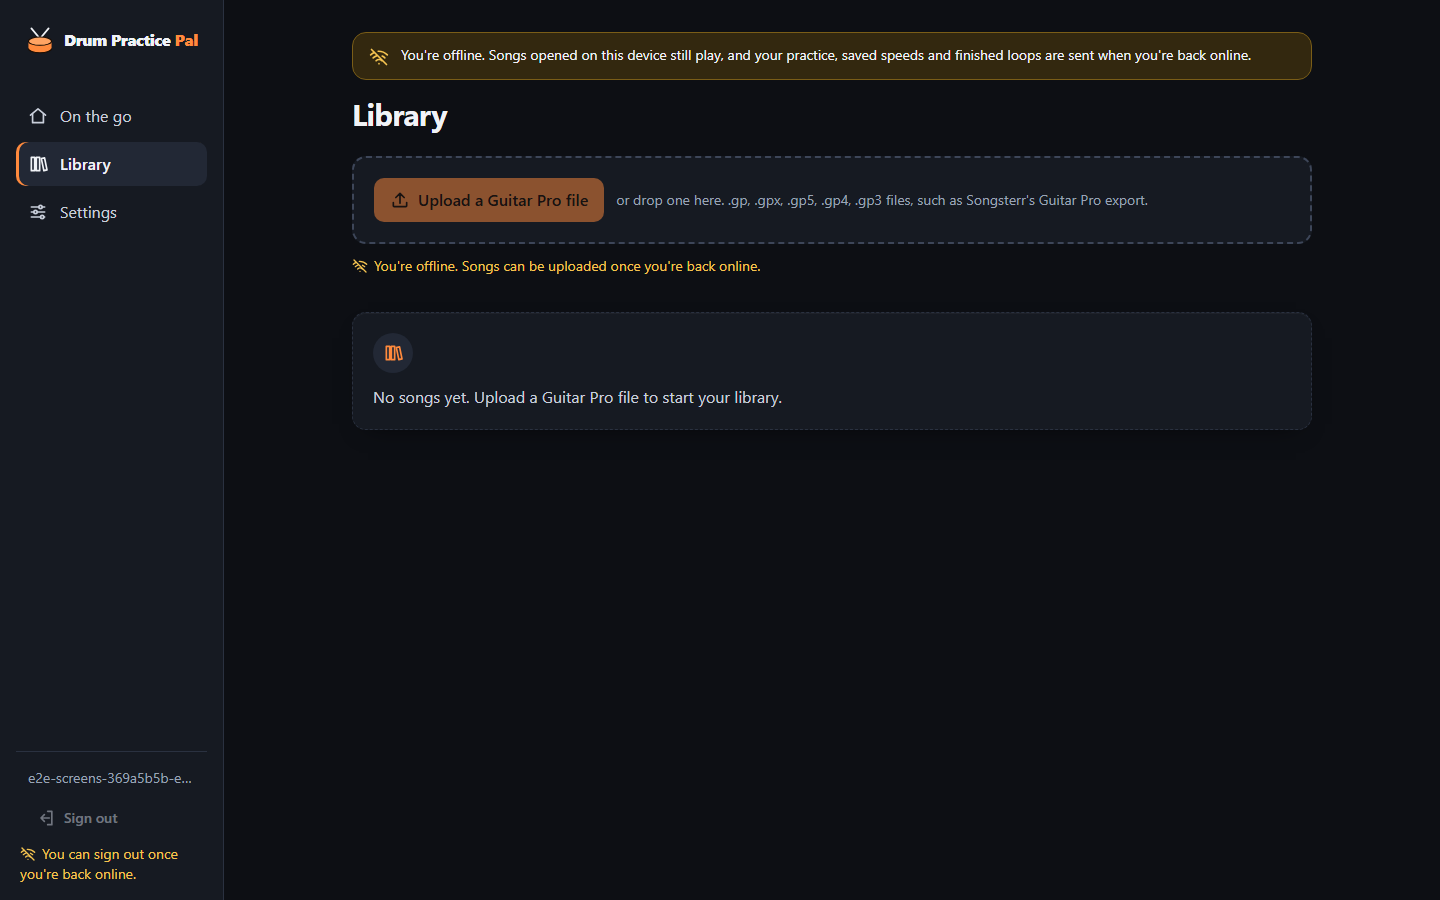 Drum Practice Pal
On the go
Library
Settings
e2e-screens-369a5b5b-e...
Sign out
You can sign out once
you're back online.
You're offline. Songs opened on this device still play, and your practice, saved speeds and finished loops are sent when you're back online.
Library
Upload a Guitar Pro file
or drop one here. .gp, .gpx, .gp5, .gp4, .gp3 files, such as Songsterr's Guitar Pro export.
You're offline. Songs can be uploaded once you're back online.
No songs yet. Upload a Guitar Pro file to start your library.